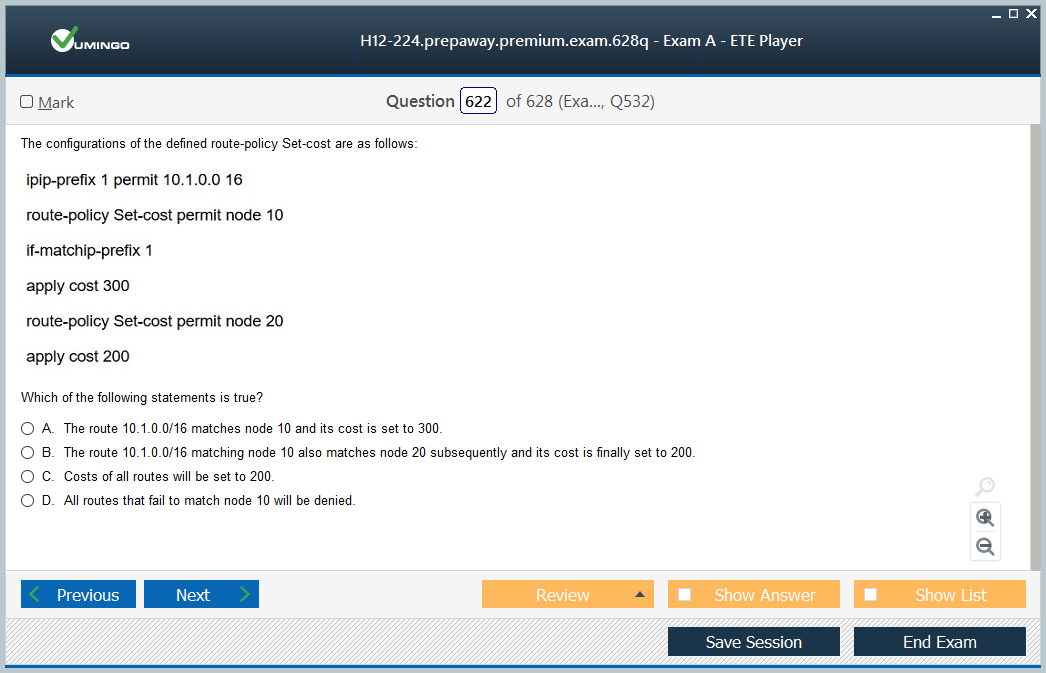 VUMINGO
H12-224.prepaway.premium.exam.628q - Exam A - ETE Player
Mark
Question 622 of 628 (Exa..., Q532)
The configurations of the defined route-policy Set-cost are as follows:
ipip-prefix 1 permit 10.1.0.0 16
route-policy Set-cost permit node 10
if-matchip-prefix 1
apply cost 300
route-policy Set-cost permit node 20
apply cost 200
Which of the following statements is true?
A. The route 10.1.0.0/16 matches node 10 and its cost is set to 300.
B. The route 10.1.0.0/16 matching node 10 also matches node 20 subsequently and its cost is finally set to 200.
C. Costs of all routes will be set to 200.
D. All routes that fail to match node 10 will be denied.
Previous
Next
Review
Show Answer
Show List
Save Session
End Exam